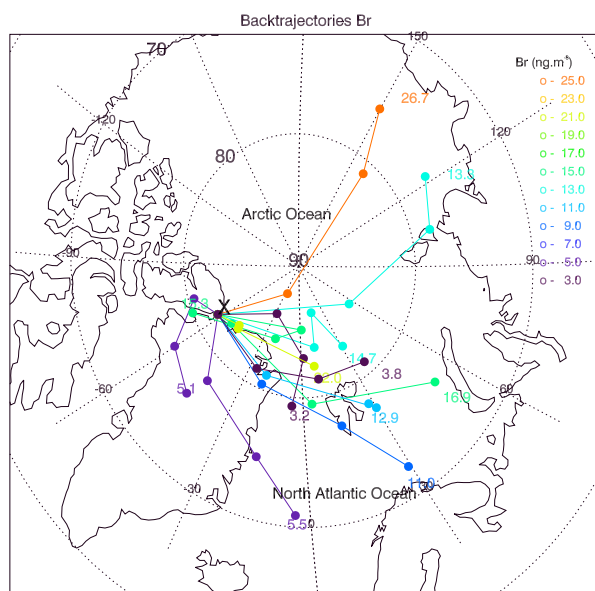 Backtrajectories Br
70
150
Br (ng.m⁻³)
o - 25.0
o - 23.0
o - 21.0
o - 19.0
o - 17.0
o - 15.0
o - 13.0
o - 11.0
o - 9.0
o - 7.0
o - 5.0
o - 3.0
26.7
-120
120
80
13.3
Arctic Ocean
-90
90
90
X
14.7
3.8
-60
5.1
60
16.9
3.2
12.9
11.0
30
-30
North Atlantic Ocean
5.5
0